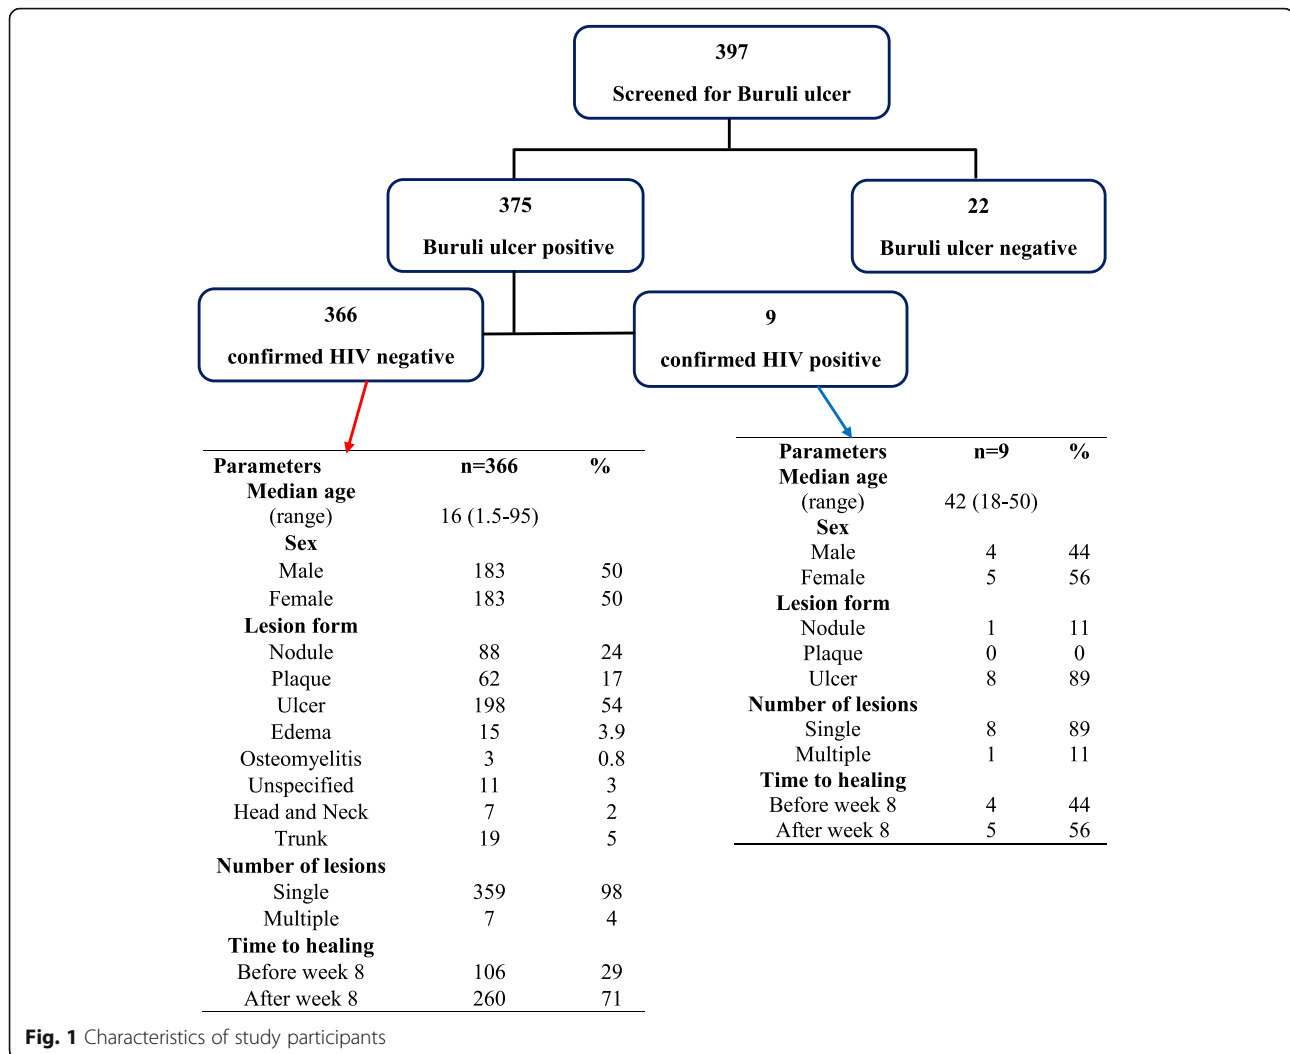 397
Screened for Buruli ulcer
375
Buruli ulcer positive
22
Buruli ulcer negative
366
confirmed HIV negative
9
confirmed HIV positive
Parameters n=366 %
Median age
(range) 16 (1.5-95)
Sex
Male 183 50
Female 183 50
Lesion form
Nodule 88 24
Plaque 62 17
Ulcer 198 54
Edema 15 3.9
Osteomyelitis 3 0.8
Unspecified 11 3
Head and Neck 7 2
Trunk 19 5
Number of lesions
Single 359 98
Multiple 7 4
Time to healing
Before week 8 106 29
After week 8 260 71
Parameters n=9 %
Median age
(range) 42 (18-50)
Sex
Male 4 44
Female 5 56
Lesion form
Nodule 1 11
Plaque 0 0
Ulcer 8 89
Number of lesions
Single 8 89
Multiple 1 11
Time to healing
Before week 8 4 44
After week 8 5 56
Fig. 1 Characteristics of study participants